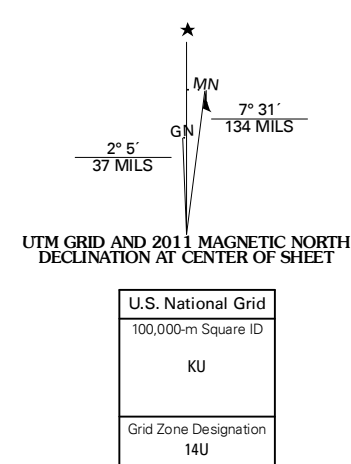 ★
MN
7° 31´
134 MILS
GN
2° 5´
37 MILS
UTM GRID AND 2011 MAGNETIC NORTH
DECLINATION AT CENTER OF SHEET
U.S. National Grid
100,000-m Square ID
KU
Grid Zone Designation
14U